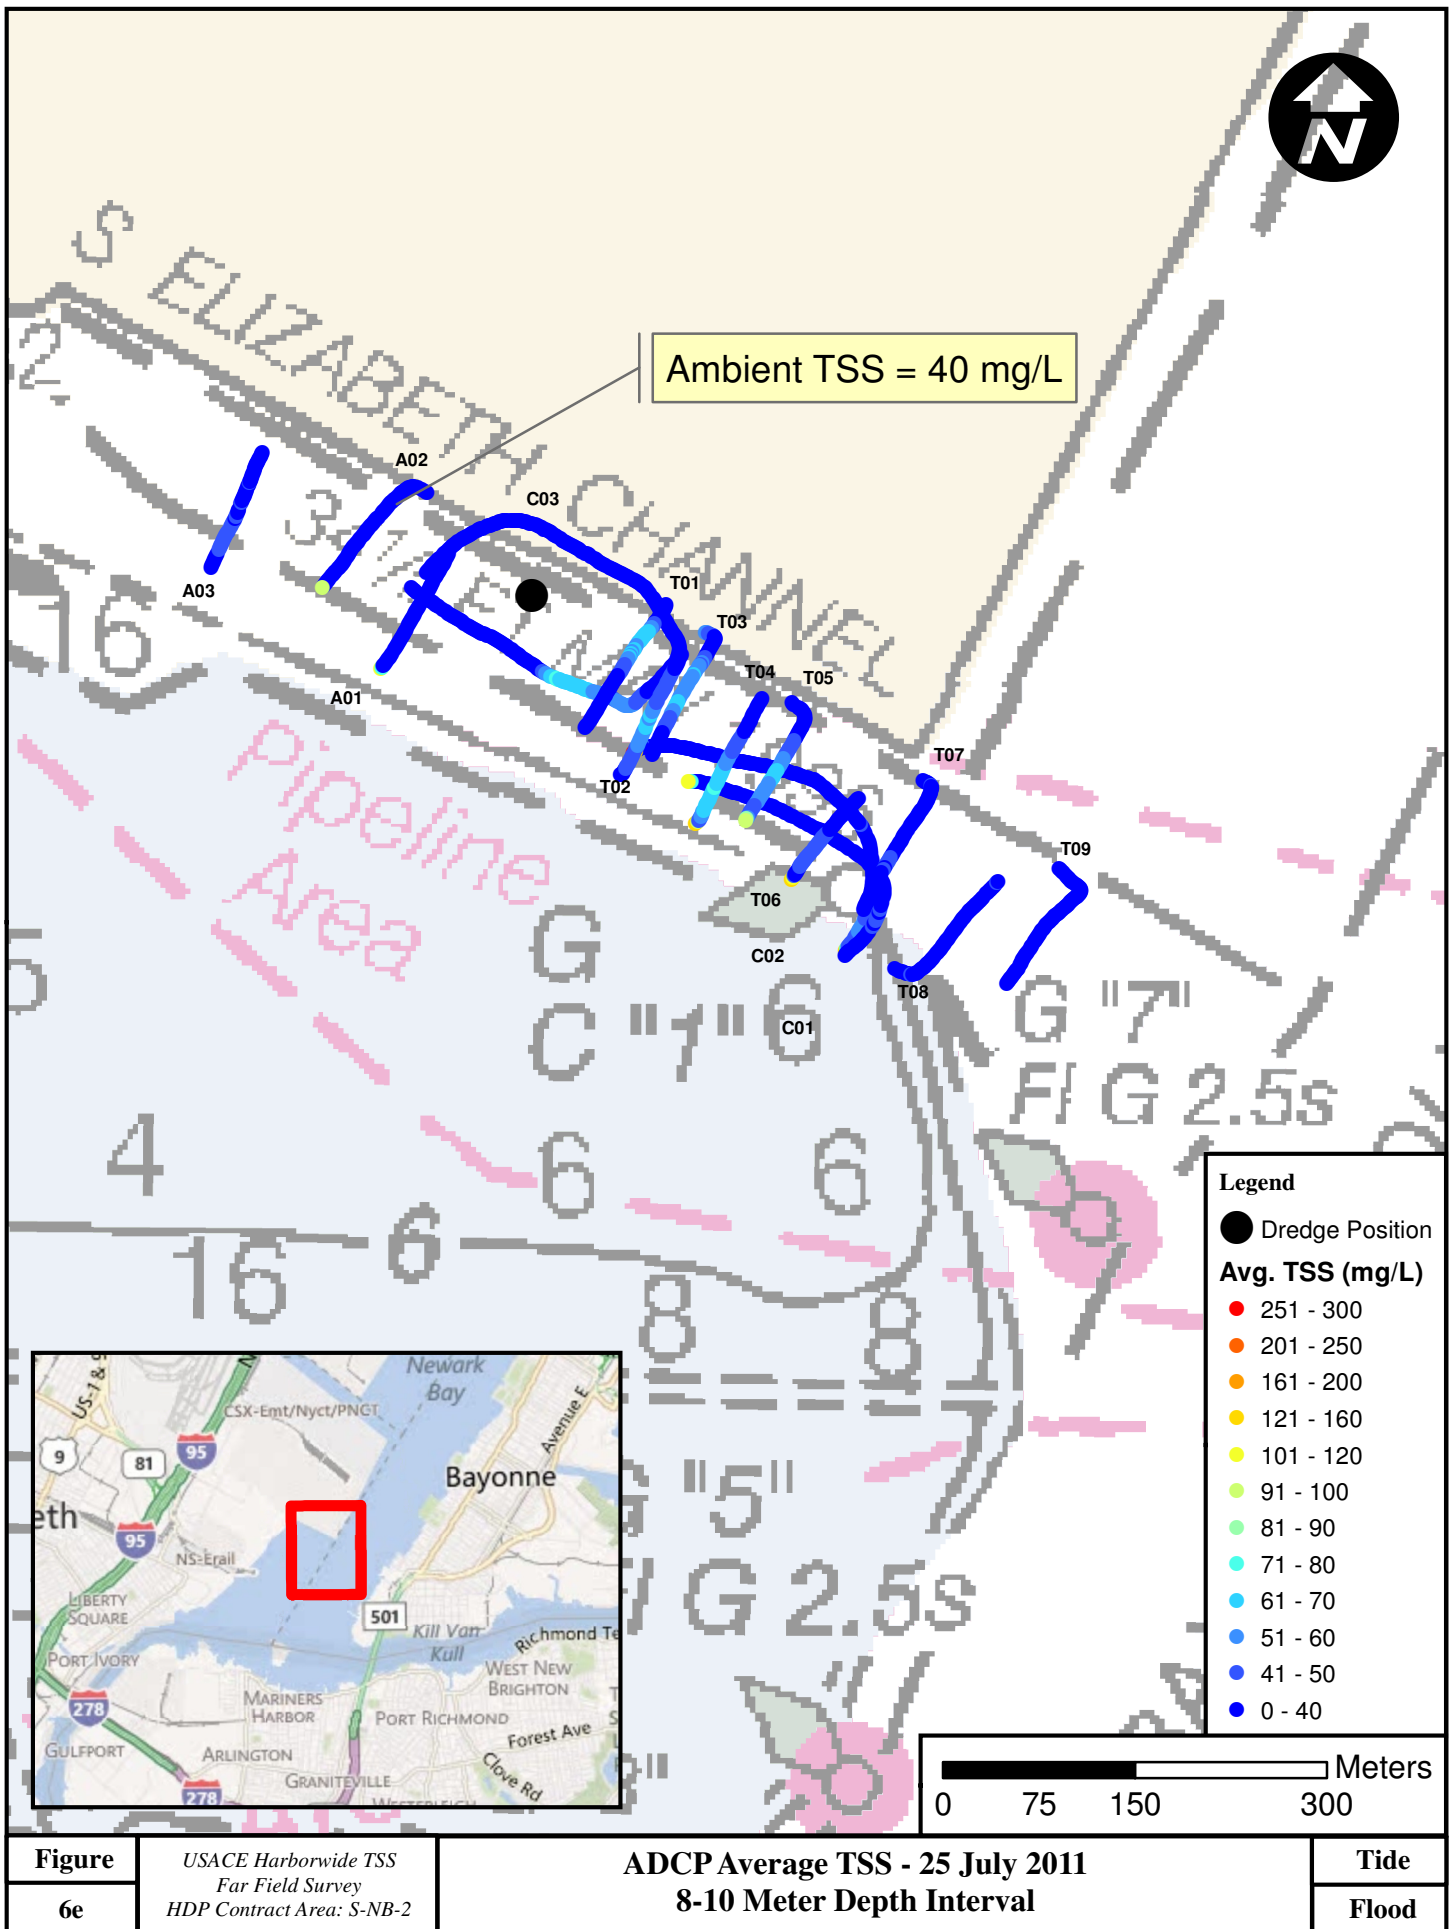 N
S ELIZABETH CHANNEL
Ambient TSS = 40 mg/L
A02
C03
A03
A01
T01
T03
T04
T05
T02
T07
T09
T06
C02
T08
C01
16
Pipeline
Area
G
C "1"
6
G "7"
Fl G 2.5s
4
6
6
6
16
8
8
G "5"
G 2.5s
Legend
Dredge Position
Avg. TSS (mg/L)
251 - 300
201 - 250
161 - 200
121 - 160
101 - 120
91 - 100
81 - 90
71 - 80
61 - 70
51 - 60
41 - 50
0 - 40
Meters
0 75 150 300
Newark
Bay
US-1 & 9
N
CSX-Emt/Nyct/PNCT
Avenue E
9
81
95
Bayonne
eth
95
NS-Erail
LIBERTY
SQUARE
501
Kill Van
Kull
Richmond Te
PORT IVORY
WEST NEW
BRIGHTON
MARINERS
HARBOR
278
PORT RICHMOND
Forest Ave
GULFPORT
ARLINGTON
Clove Rd
GRANITEVILLE
278
WESTERLEIGH
Figure
6e
USACE Harborwide TSS
Far Field Survey
HDP Contract Area: S-NB-2
ADCP Average TSS - 25 July 2011
8-10 Meter Depth Interval
Tide
Flood